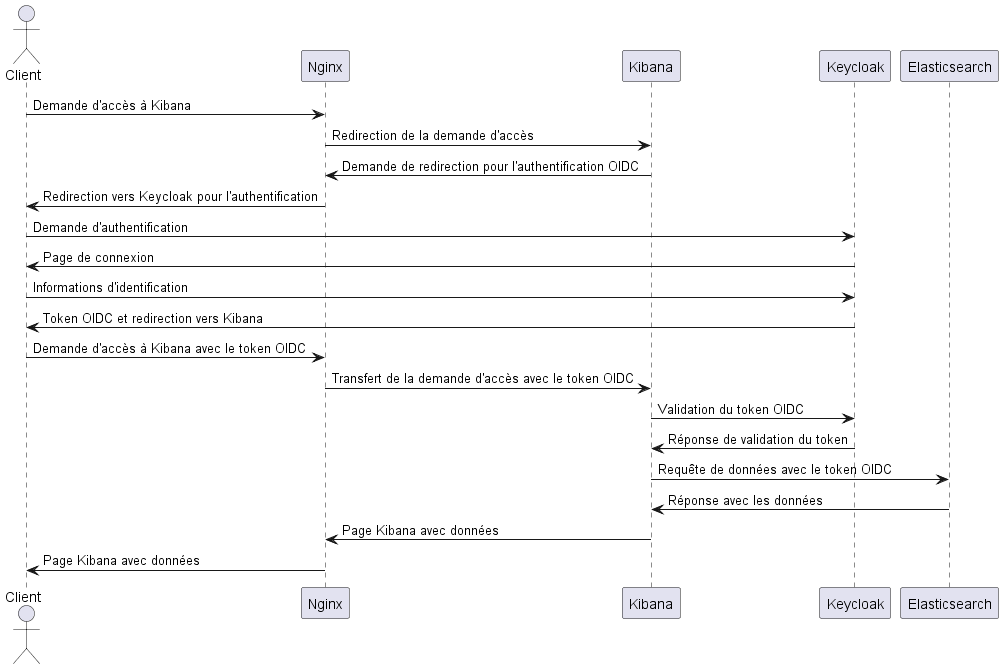 Client
Nginx
Kibana
Keycloak
Elasticsearch
Demande d'accès à Kibana
Redirection de la demande d'accès
Demande de redirection pour l'authentification OIDC
Redirection vers Keycloak pour l'authentification
Demande d'authentification
Page de connexion
Informations d'identification
Token OIDC et redirection vers Kibana
Demande d'accès à Kibana avec le token OIDC
Transfert de la demande d'accès avec le token OIDC
Validation du token OIDC
Réponse de validation du token
Requête de données avec le token OIDC
Réponse avec les données
Page Kibana avec données
Page Kibana avec données
Client
Nginx
Kibana
Keycloak
Elasticsearch